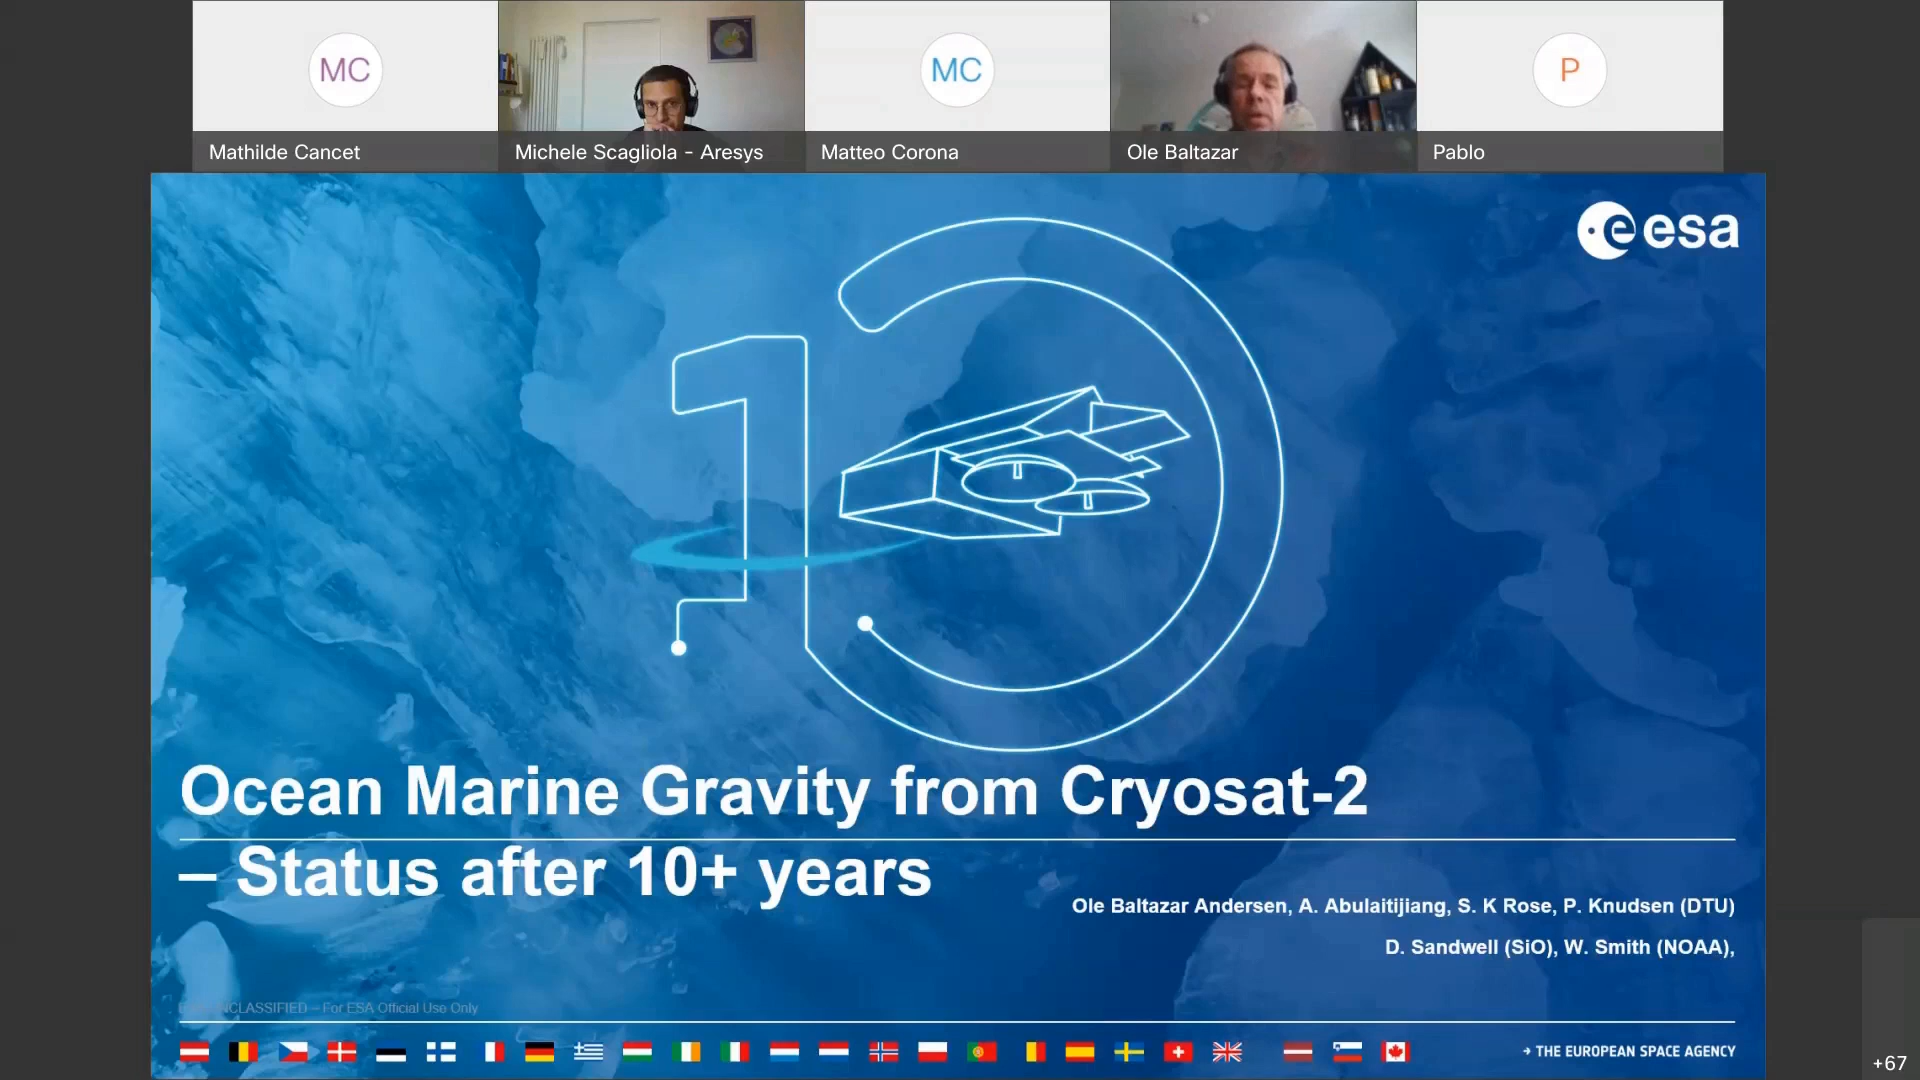 MC
MC
P
Mathilde Cancet
Michele Scagliola - Aresys
Matteo Corona
Ole Baltazar
Pablo
esa
10
Ocean Marine Gravity from Cryosat-2
– Status after 10+ years
Ole Baltazar Andersen, A. Abulaitijiang, S. K Rose, P. Knudsen (DTU)
D. Sandwell (SiO), W. Smith (NOAA),
– For ESA Official Use Only
→ THE EUROPEAN SPACE AGENCY
+67